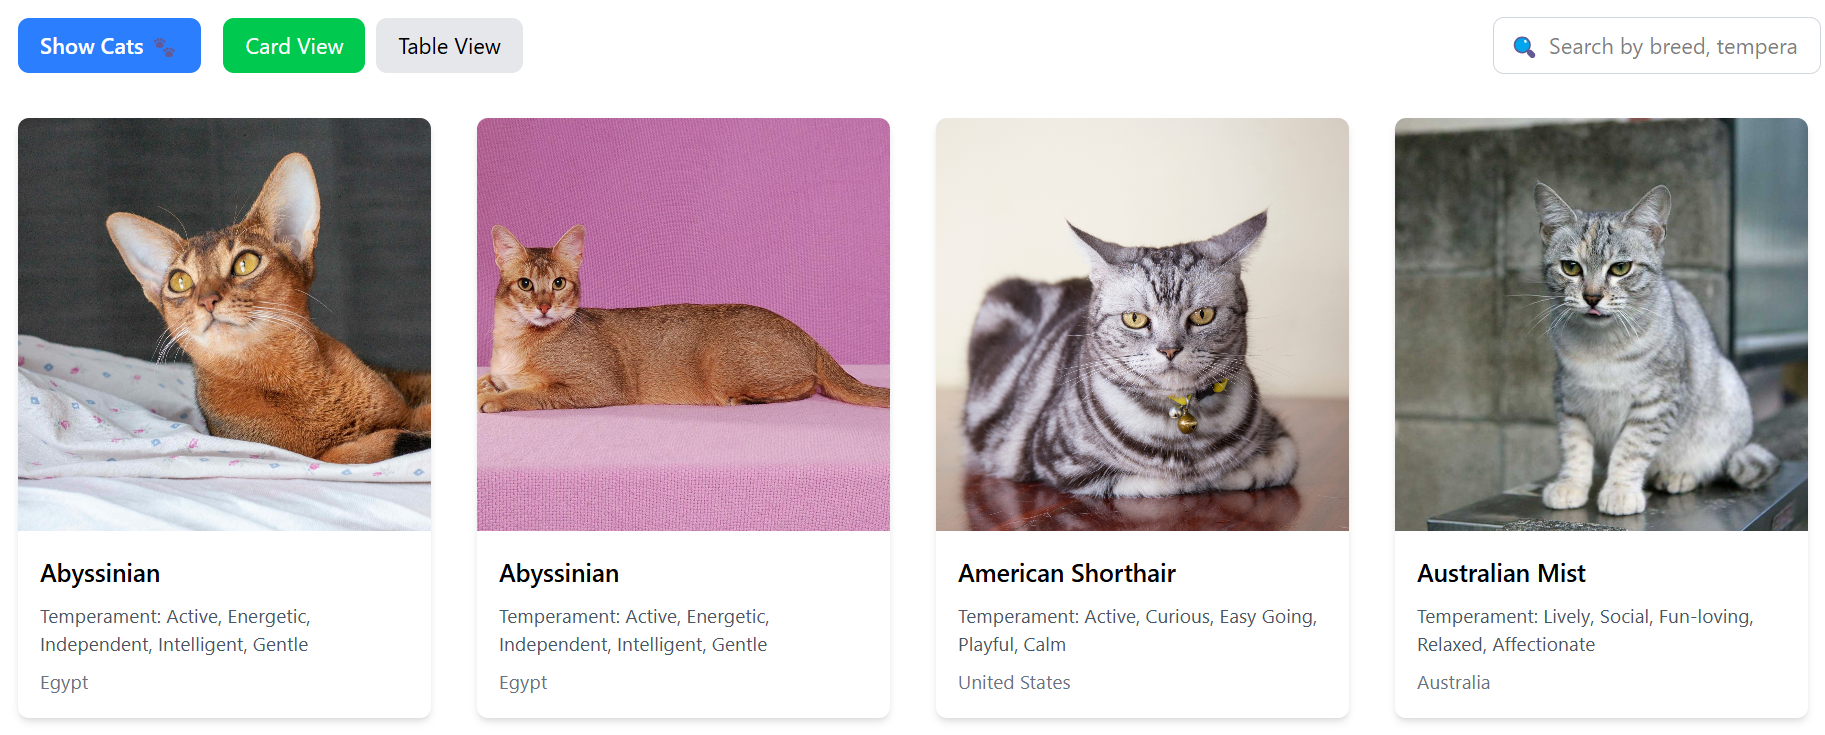 Show Cats 🐾
Card View
Table View
🔍 Search by breed, tempera
Abyssinian
Temperament: Active, Energetic,
Independent, Intelligent, Gentle
Egypt
Abyssinian
Temperament: Active, Energetic,
Independent, Intelligent, Gentle
Egypt
American Shorthair
Temperament: Active, Curious, Easy Going,
Playful, Calm
United States
Australian Mist
Temperament: Lively, Social, Fun-loving,
Relaxed, Affectionate
Australia